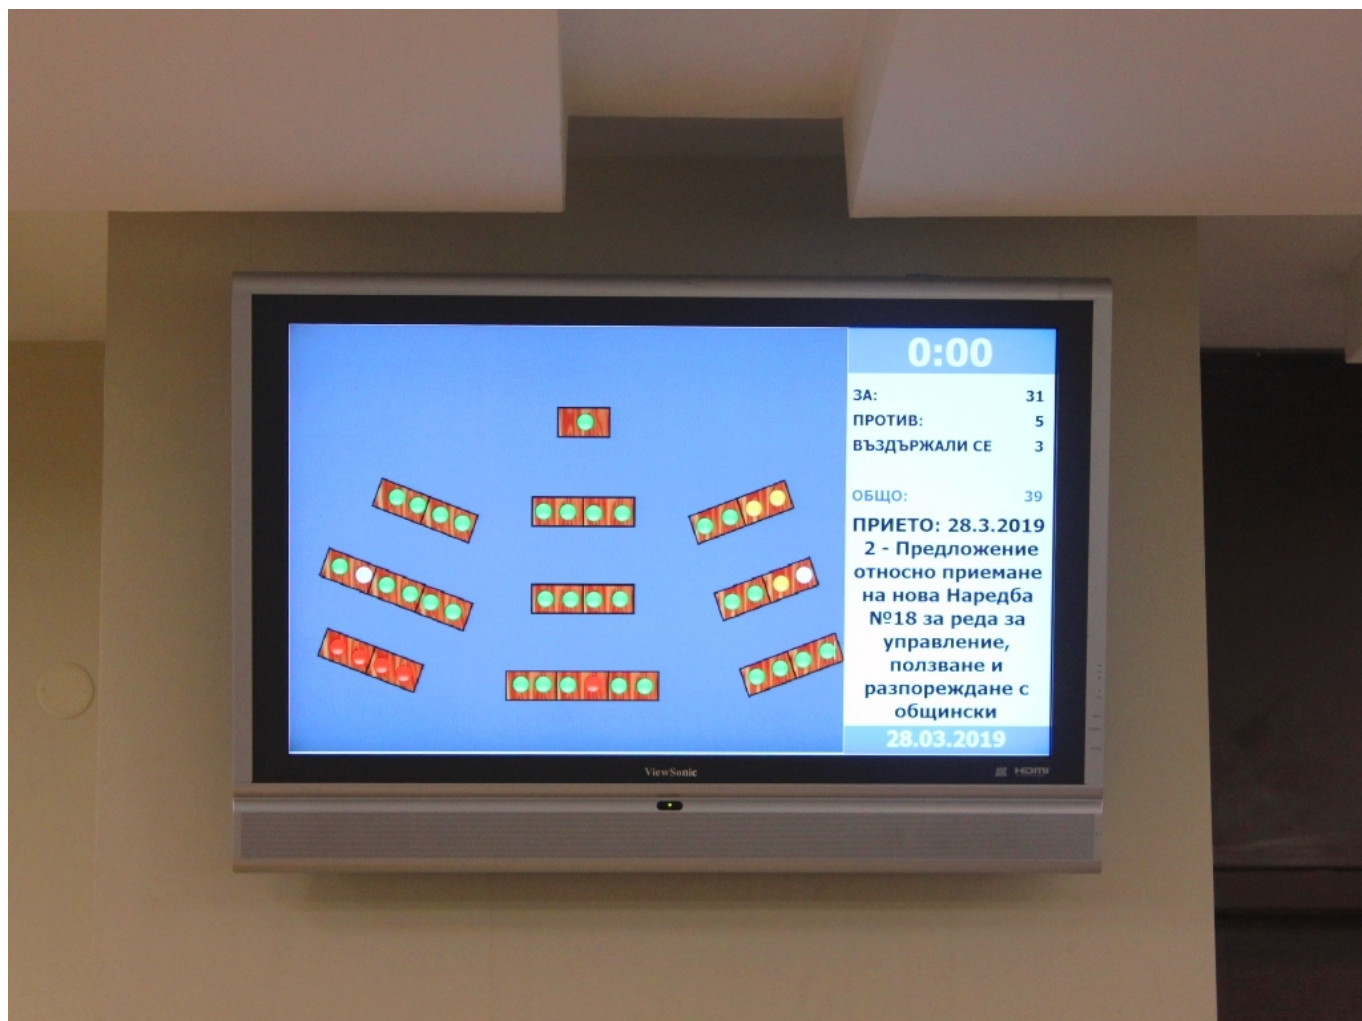 0:00
ЗА: 31
ПРОТИВ: 5
ВЪЗДЪРЖАЛИ СЕ 3
ОБЩО: 39
ПРИЕТО: 28.3.2019
2 - Предложение
относно приемане
на нова Наредба
№18 за реда за
управление,
ползване и
разпореждане с
общински
28.03.2019
ViewSonic
HDMI